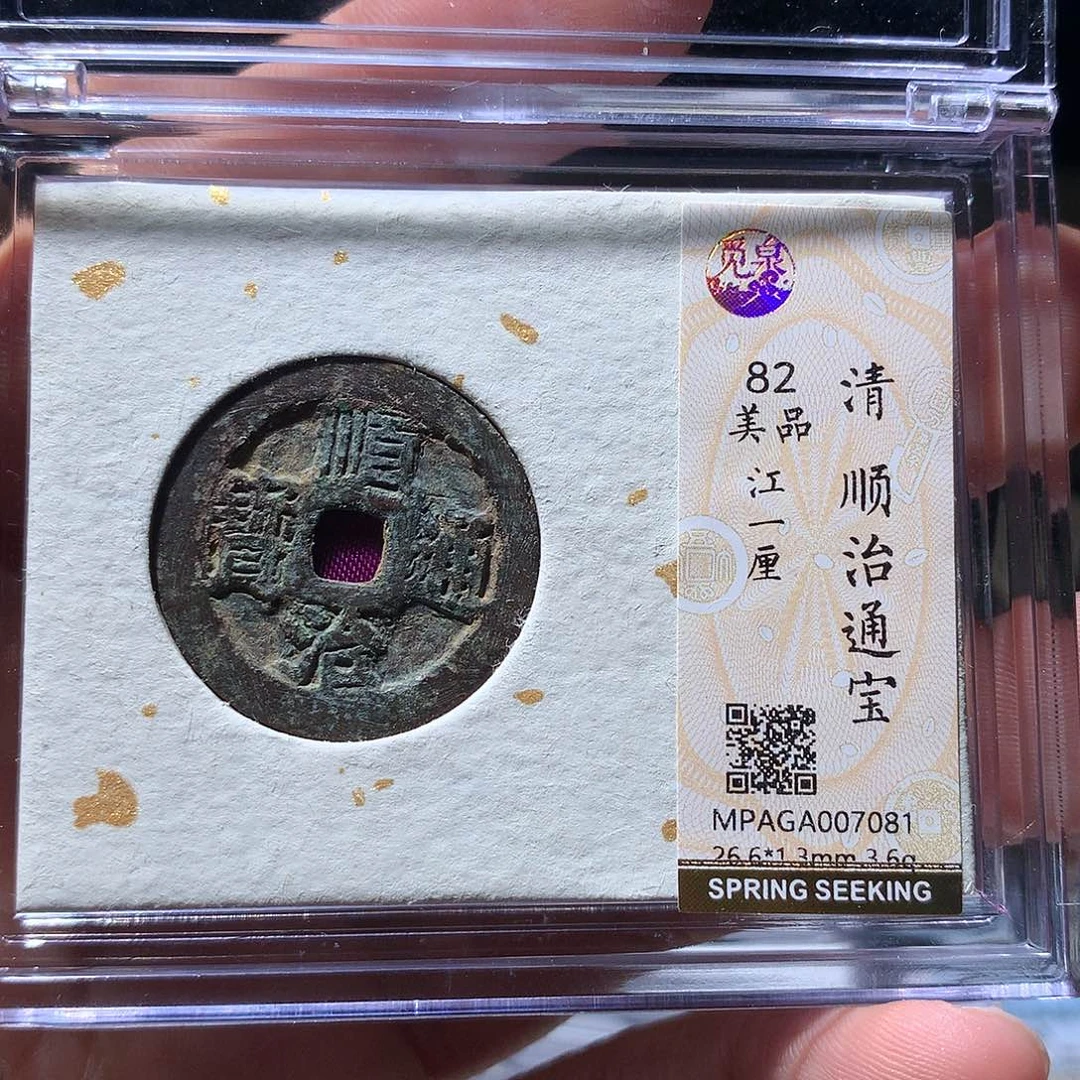 順治通寶
觅泉
清 顺治通宝
82
美品
江一厘
MPAGA007081
26.6*1.3mm 3.6g
SPRING SEEKING